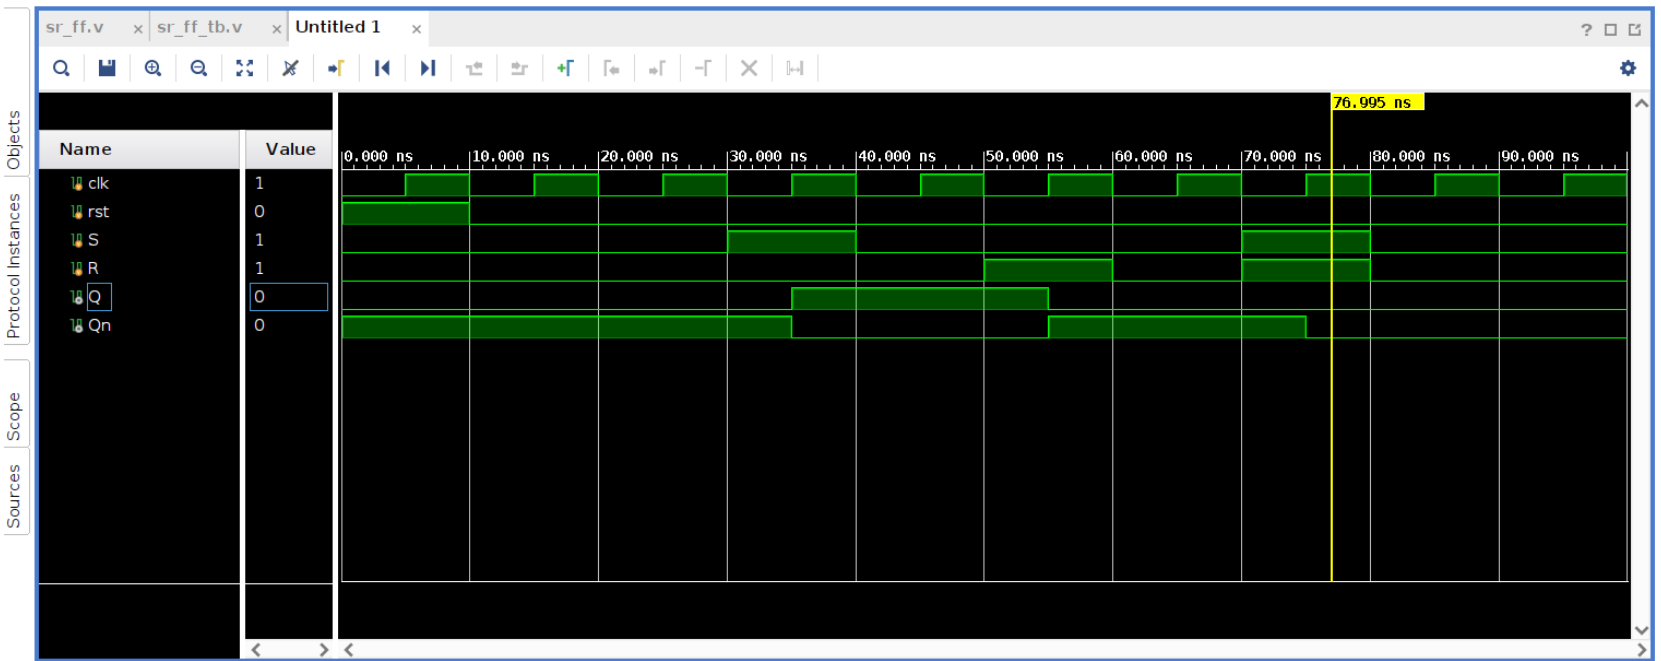 sr_ff.v × sr_ff_tb.v × Untitled 1 ×
?
76.995 ns
Name Value
0.000 ns 10.000 ns 20.000 ns 30.000 ns 40.000 ns 50.000 ns 60.000 ns 70.000 ns 80.000 ns 90.000 ns
clk 1
rst 0
S 1
R 1
Q 0
Qn 0
Objects
Protocol Instances
Scope
Sources